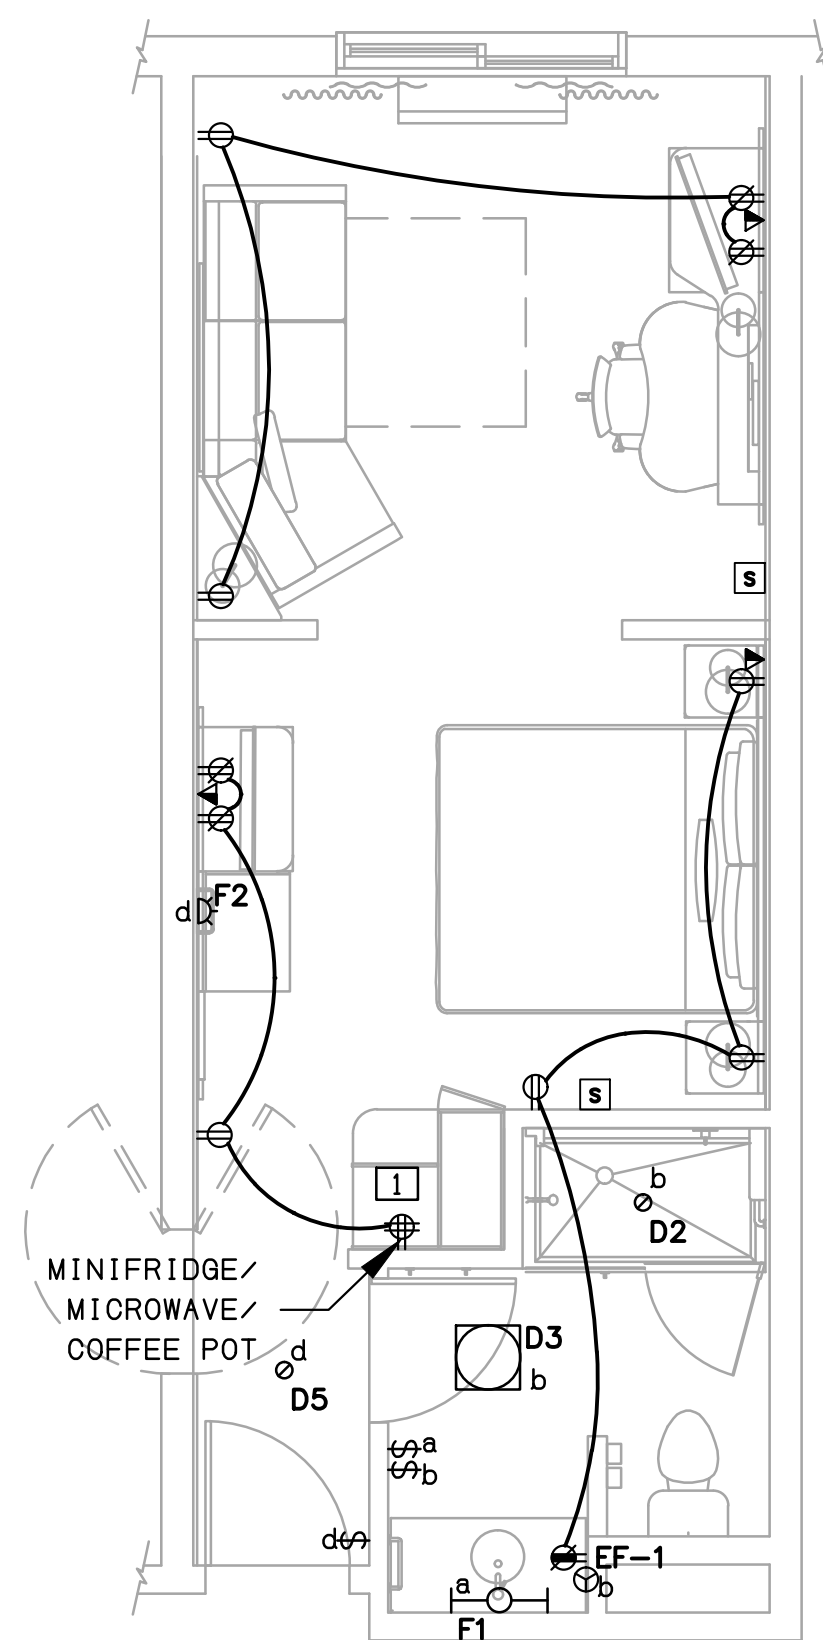 s
F2
d
s
1
b
D2
MINIFRIDGE/
MICROWAVE/
COFFEE POT
D3
b
d
D5
a
b
d
EF-1
b
a
F1